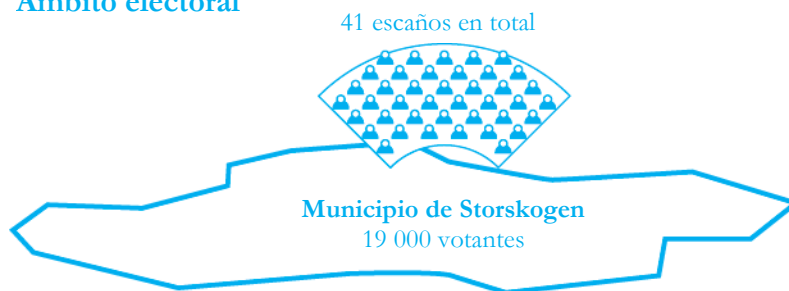 Ámbito electoral
41 escaños en total
Municipio de Storskogen
19 000 votantes